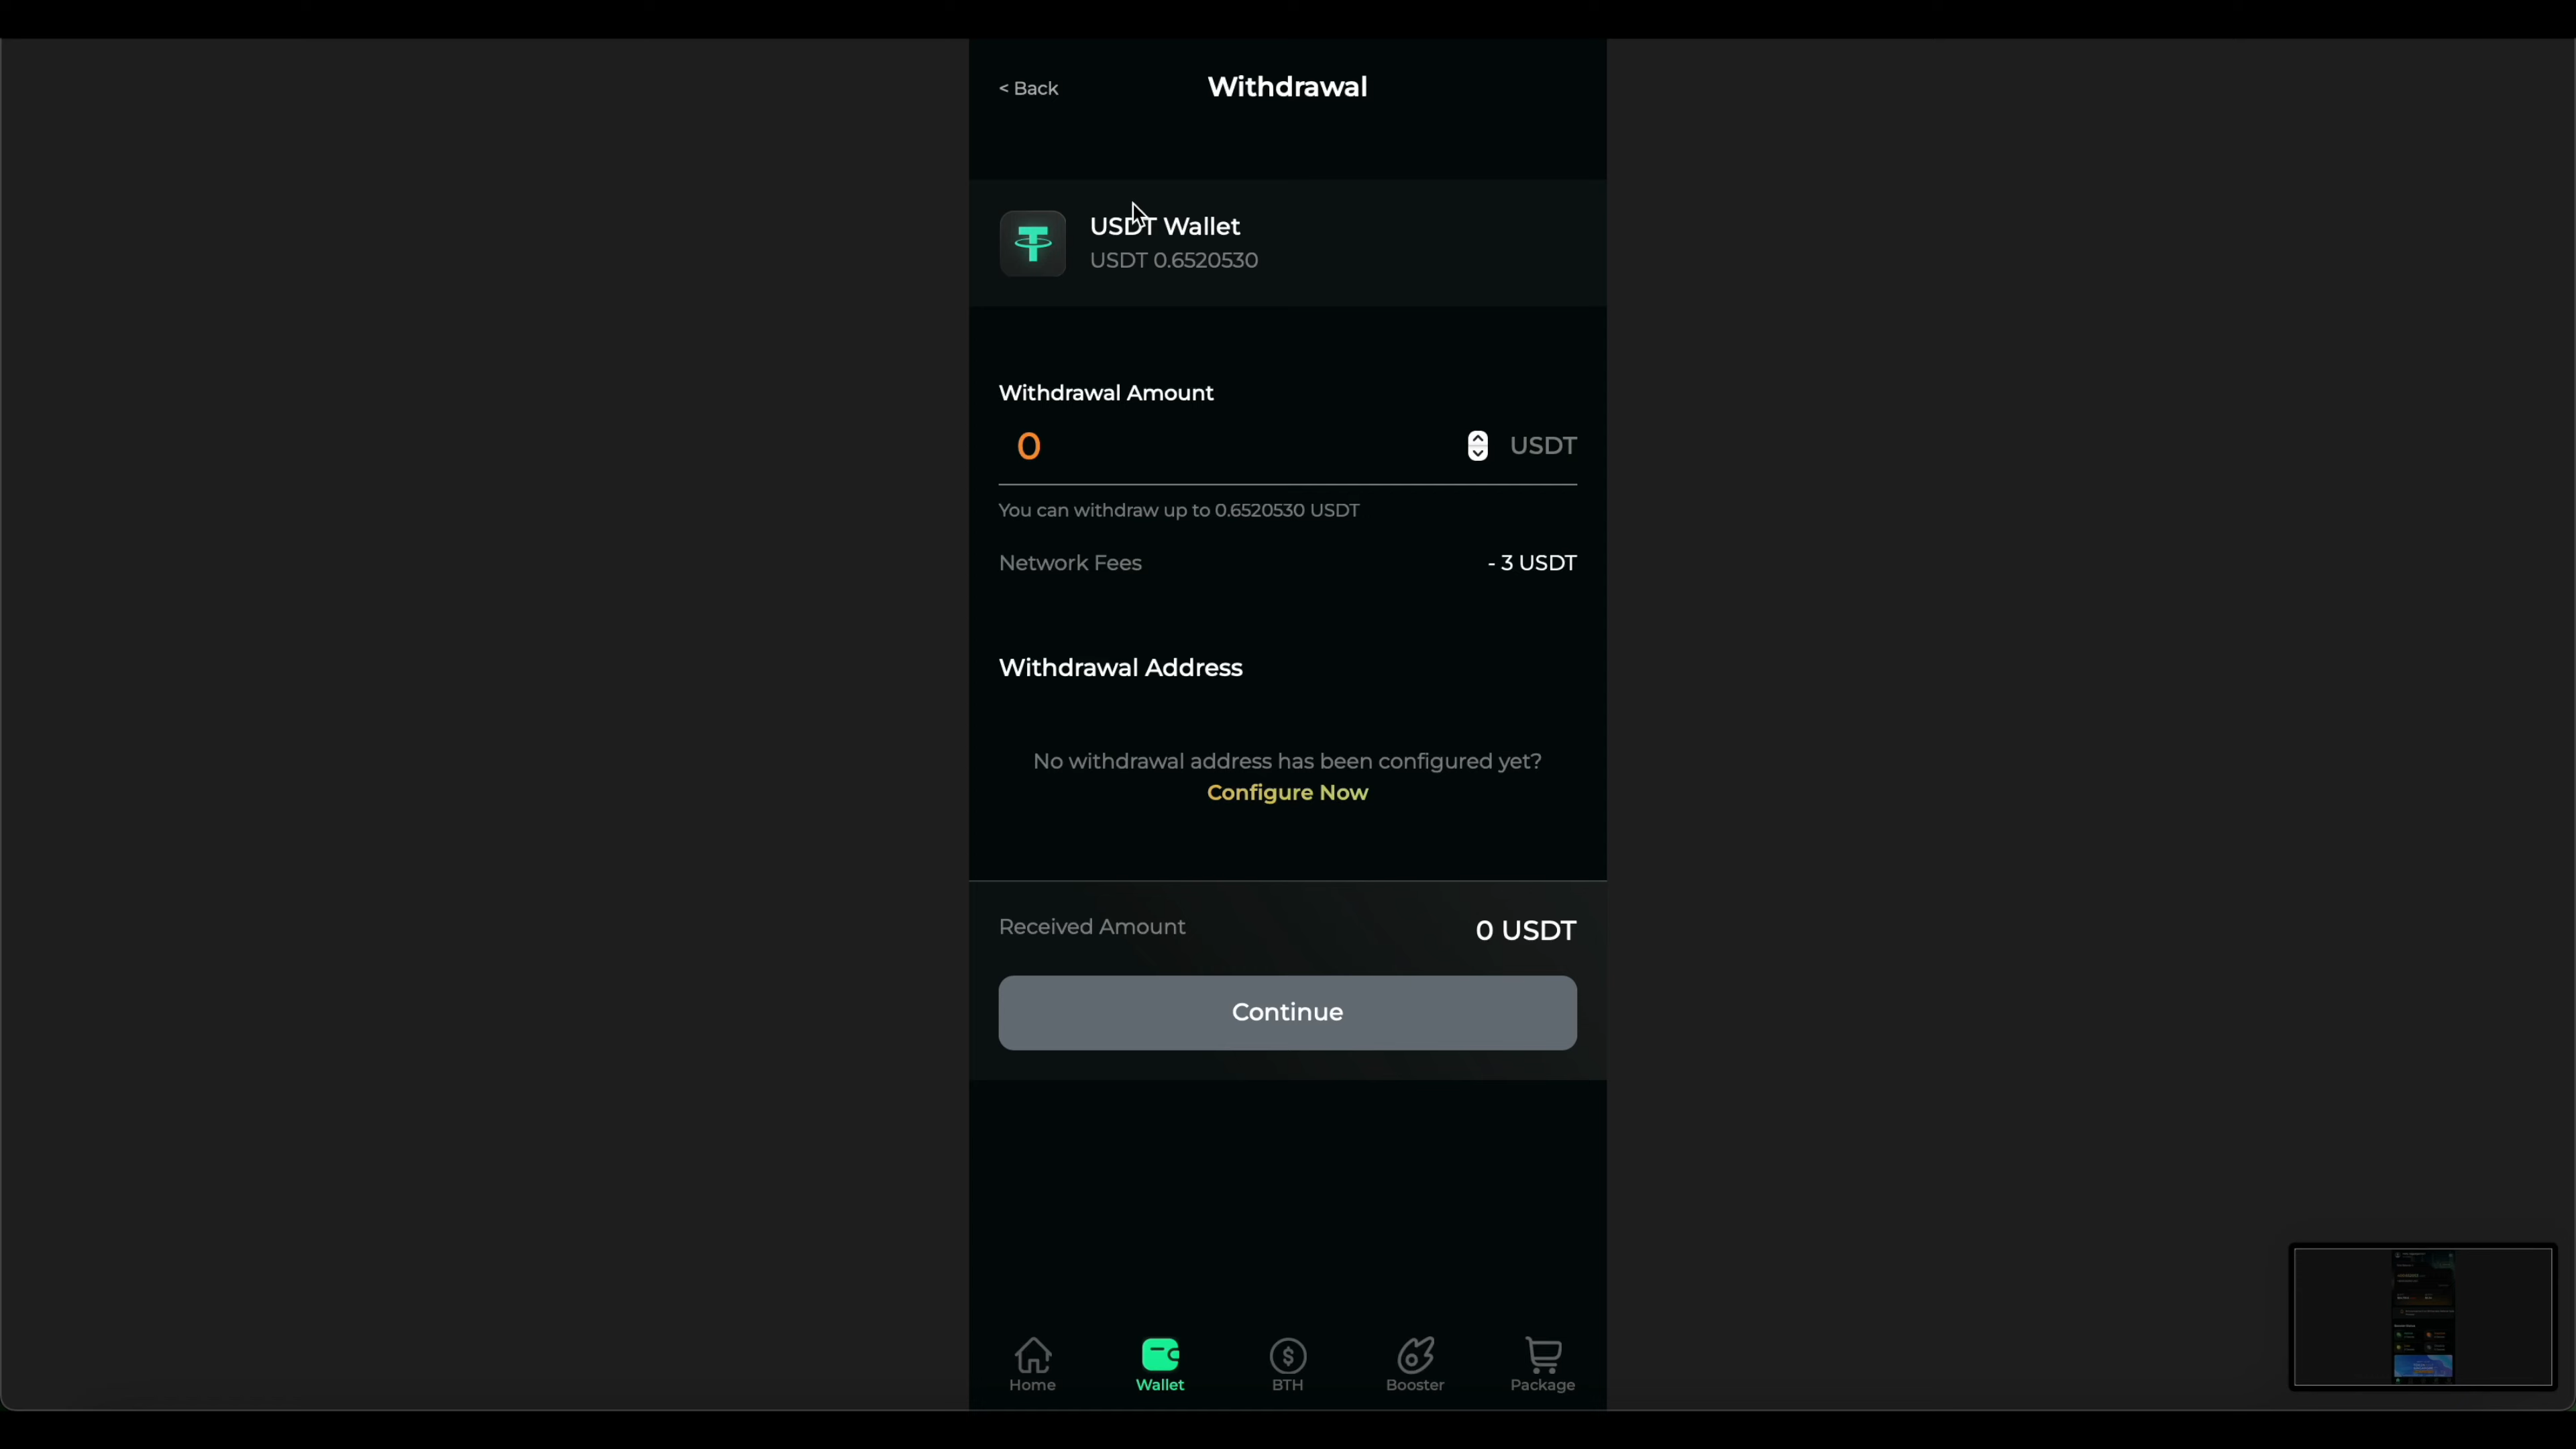 < Back
Withdrawal
USDT Wallet
USDT 0.6520530
Withdrawal Amount
0
USDT
You can withdraw up to 0.6520530 USDT
Network Fees
- 3 USDT
Withdrawal Address
No withdrawal address has been configured yet?
Configure Now
Received Amount
0 USDT
Continue
Home
Wallet
BTH
Booster
Package